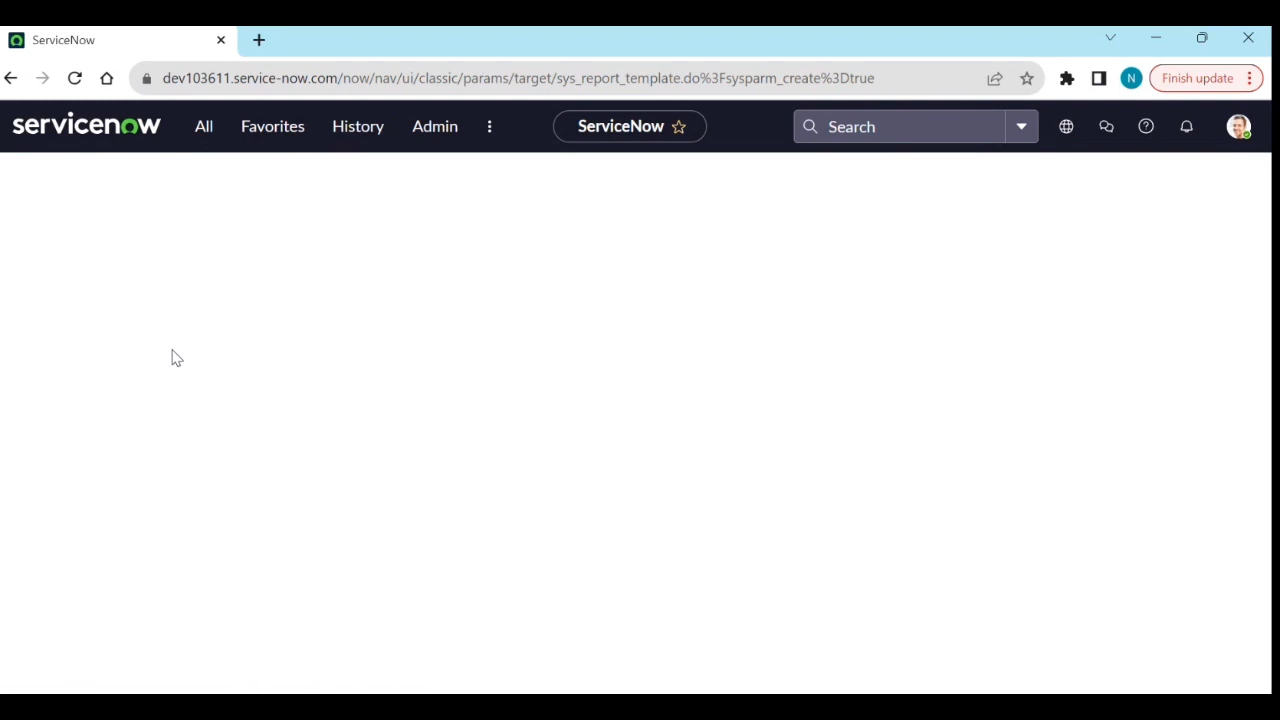 ServiceNow
dev103611.service-now.com/now/nav/ui/classic/params/target/sys_report_template.do%3Fsysparm_create%3Dtrue
N
Finish update
servicenow
All
Favorites
History
Admin
ServiceNow
Search